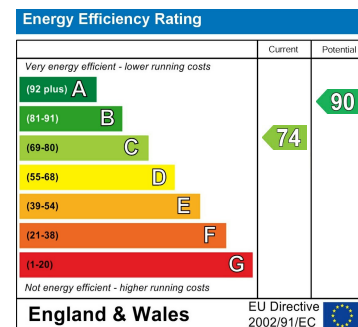 Energy Efficiency Rating
Current Potential
Very energy efficient - lower running costs
(92 plus) A
(81-91) B
(69-80) C
(55-68) D
(39-54) E
(21-38) F
(1-20) G
74
90
Not energy efficient - higher running costs
England & Wales
EU Directive
2002/91/EC